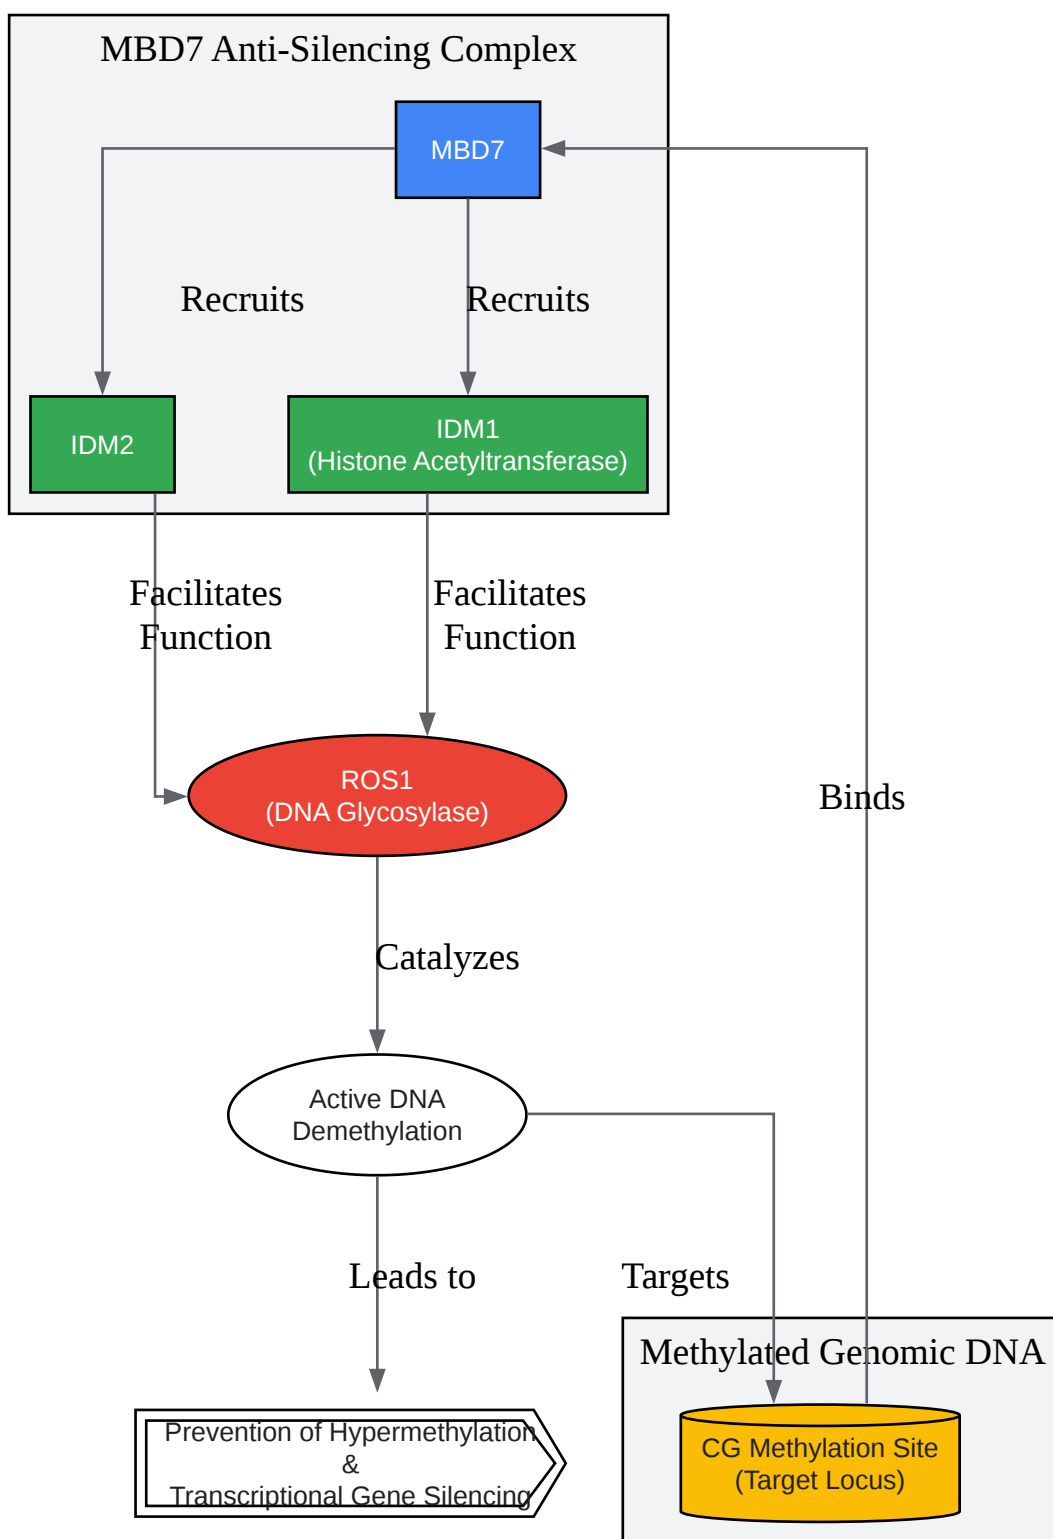 MBD7 Anti-Silencing Complex
MBD7
Recruits
Recruits
IDM2
IDM1
(Histone Acetyltransferase)
Facilitates
Function
Facilitates
Function
ROS1
(DNA Glycosylase)
Binds
Catalyzes
Active DNA
Demethylation
Leads to
Targets
Methylated Genomic DNA
Prevention of Hypermethylation
&
Transcriptional Gene Silencing
CG Methylation Site
(Target Locus)